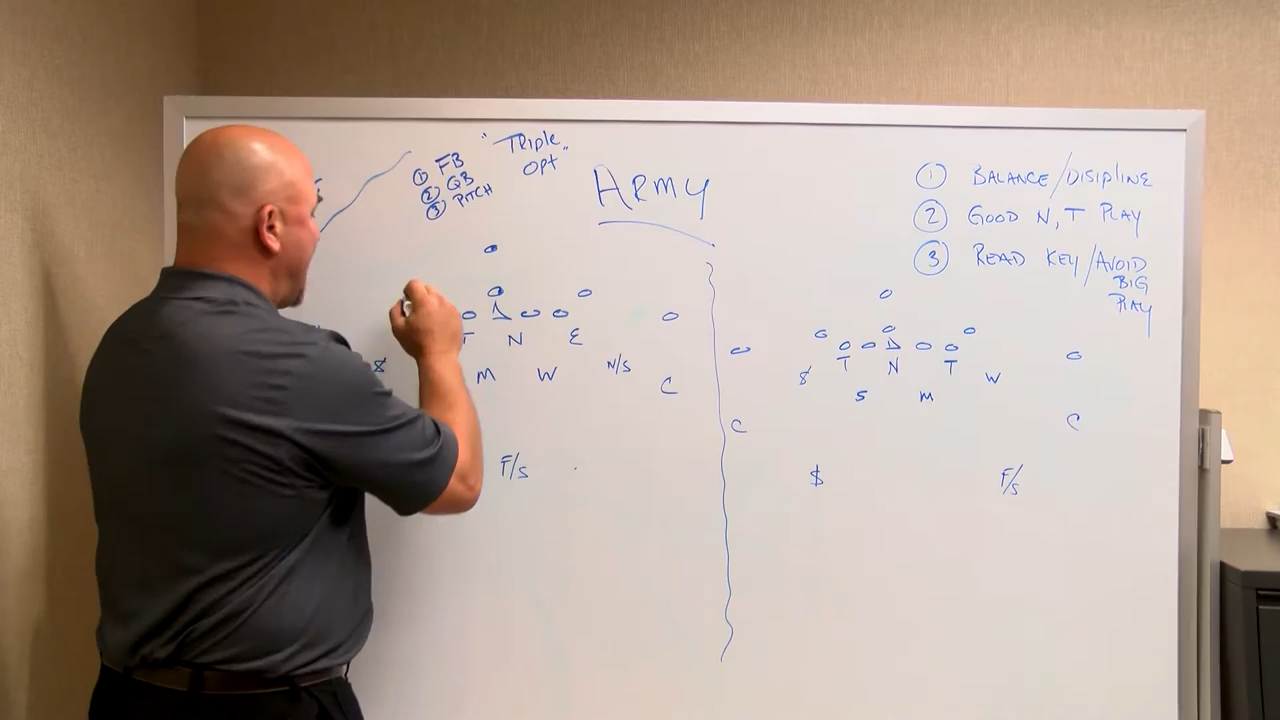 "Triple"
opt
① FB
② QB
③ PITCH
ARMY
① BALANCE/DISIPLINE
② GOOD N, T PLAY
③ READ KEY/AVOID
BIG
PLAY
T N E
$ M W N/S C
F/S
T N T
$ S M W
C C
$ F/S